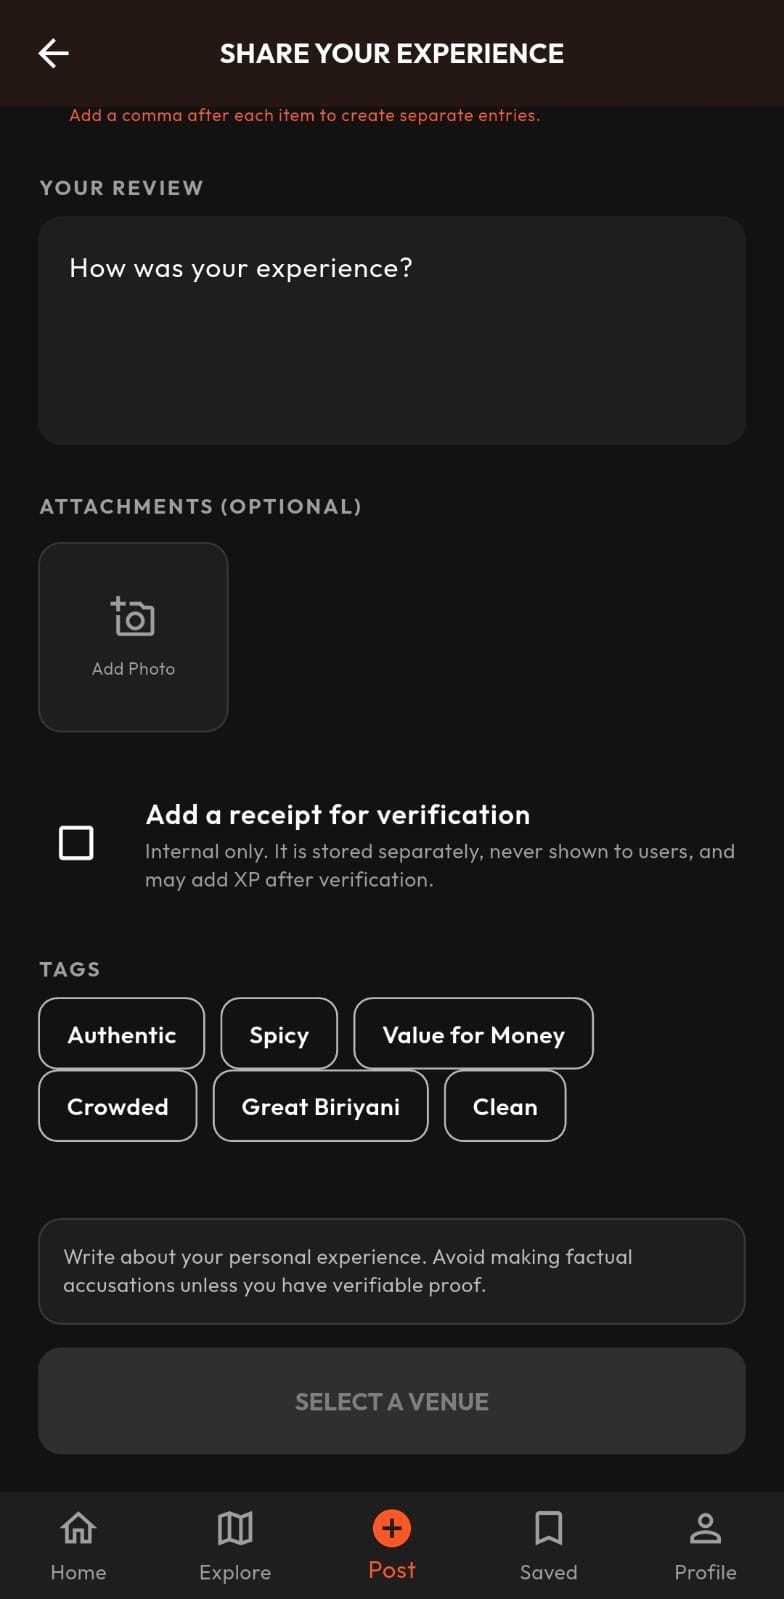 SHARE YOUR EXPERIENCE
Add a comma after each item to create separate entries.
YOUR REVIEW
How was your experience?
ATTACHMENTS (OPTIONAL)
Add Photo
Add a receipt for verification
Internal only. It is stored separately, never shown to users, and
may add XP after verification.
TAGS
Authentic
Spicy
Value for Money
Crowded
Great Biriyani
Clean
Write about your personal experience. Avoid making factual
accusations unless you have verifiable proof.
SELECT A VENUE
Home
Explore
Post
Saved
Profile